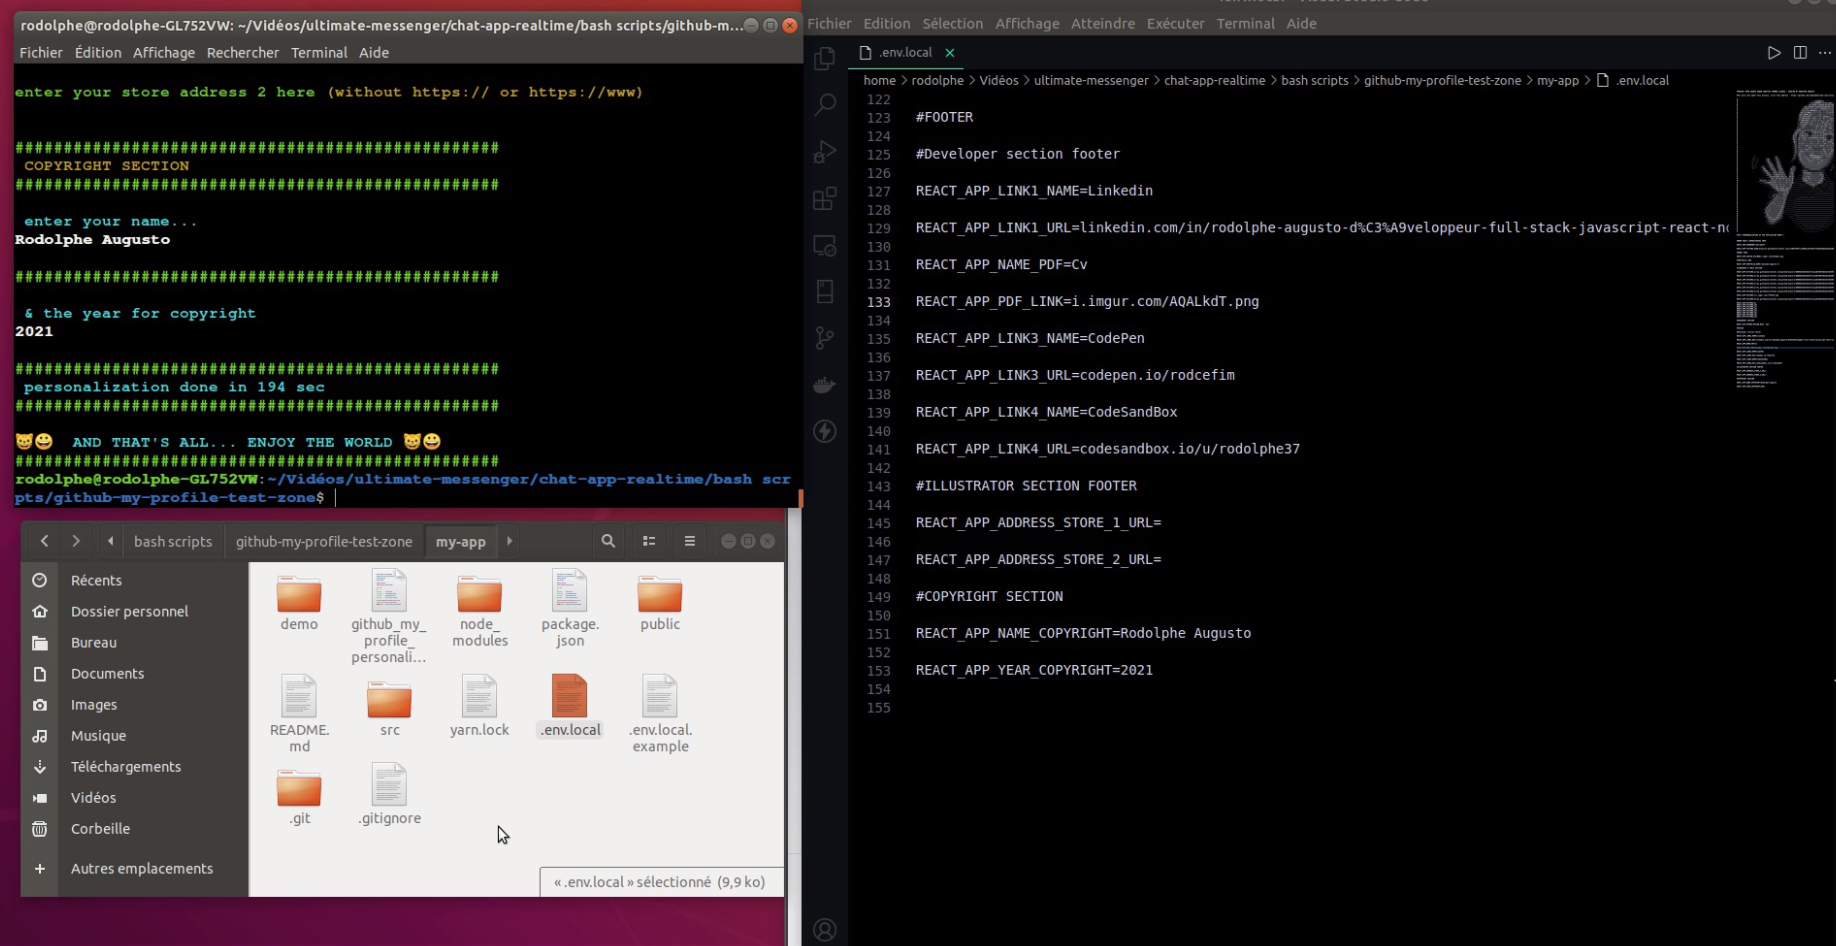 rodolphe@rodolphe-GL752VW: ~/Vidéos/ultimate-messenger/chat-app-realtime/bash scripts/github-m...
Fichier Édition Affichage Rechercher Terminal Aide
enter your store address 2 here (without https:// or https://www)
##################################################
COPYRIGHT SECTION
##################################################
enter your name...
Rodolphe Augusto
##################################################
& the year for copyright
2021
##################################################
personalization done in 194 sec
##################################################
AND THAT'S ALL... ENJOY THE WORLD
##################################################
rodolphe@rodolphe-GL752VW:~/Vidéos/ultimate-messenger/chat-app-realtime/bash scr
pts/github-my-profile-test-zone$
bash scripts github-my-profile-test-zone my-app
Récents
Dossier personnel
Bureau
Documents
Images
Musique
Téléchargements
Vidéos
Corbeille
+ Autres emplacements
demo
github_my_
profile_
personali...
node_
modules
package.
json
public
README.
md
src
yarn.lock
.env.local
.env.local.
example
.git
.gitignore
« .env.local » sélectionné (9,9 ko)
Fichier Edition Sélection Affichage Atteindre Exécuter Terminal Aide
.env.local
home > rodolphe > Vidéos > ultimate-messenger > chat-app-realtime > bash scripts > github-my-profile-test-zone > my-app > .env.local
122
123 #FOOTER
124
125 #Developer section footer
126
127 REACT_APP_LINK1_NAME=Linkedin
128
129 REACT_APP_LINK1_URL=linkedin.com/in/rodolphe-augusto-d%C3%A9veloppeur-full-stack-javascript-react-no
130
131 REACT_APP_NAME_PDF=Cv
132
133 REACT_APP_PDF_LINK=i.imgur.com/AQALkdT.png
134
135 REACT_APP_LINK3_NAME=CodePen
136
137 REACT_APP_LINK3_URL=codepen.io/rodcefim
138
139 REACT_APP_LINK4_NAME=CodeSandBox
140
141 REACT_APP_LINK4_URL=codesandbox.io/u/rodolphe37
142
143 #ILLUSTRATOR SECTION FOOTER
144
145 REACT_APP_ADDRESS_STORE_1_URL=
146
147 REACT_APP_ADDRESS_STORE_2_URL=
148
149 #COPYRIGHT SECTION
150
151 REACT_APP_NAME_COPYRIGHT=Rodolphe Augusto
152
153 REACT_APP_YEAR_COPYRIGHT=2021
154
155